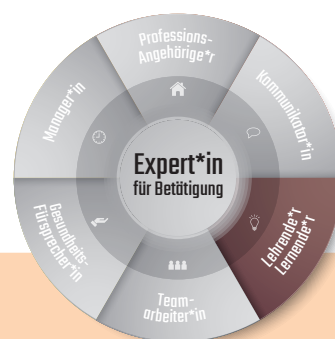 Professions-
Angehörige*r
Kommunikator*in
Lehrende*r
Lernende*r
Team-
arbeiter*in
Gesundheits-
Fürsprecher*in
Manager*in
Expert*in
für Betätigung